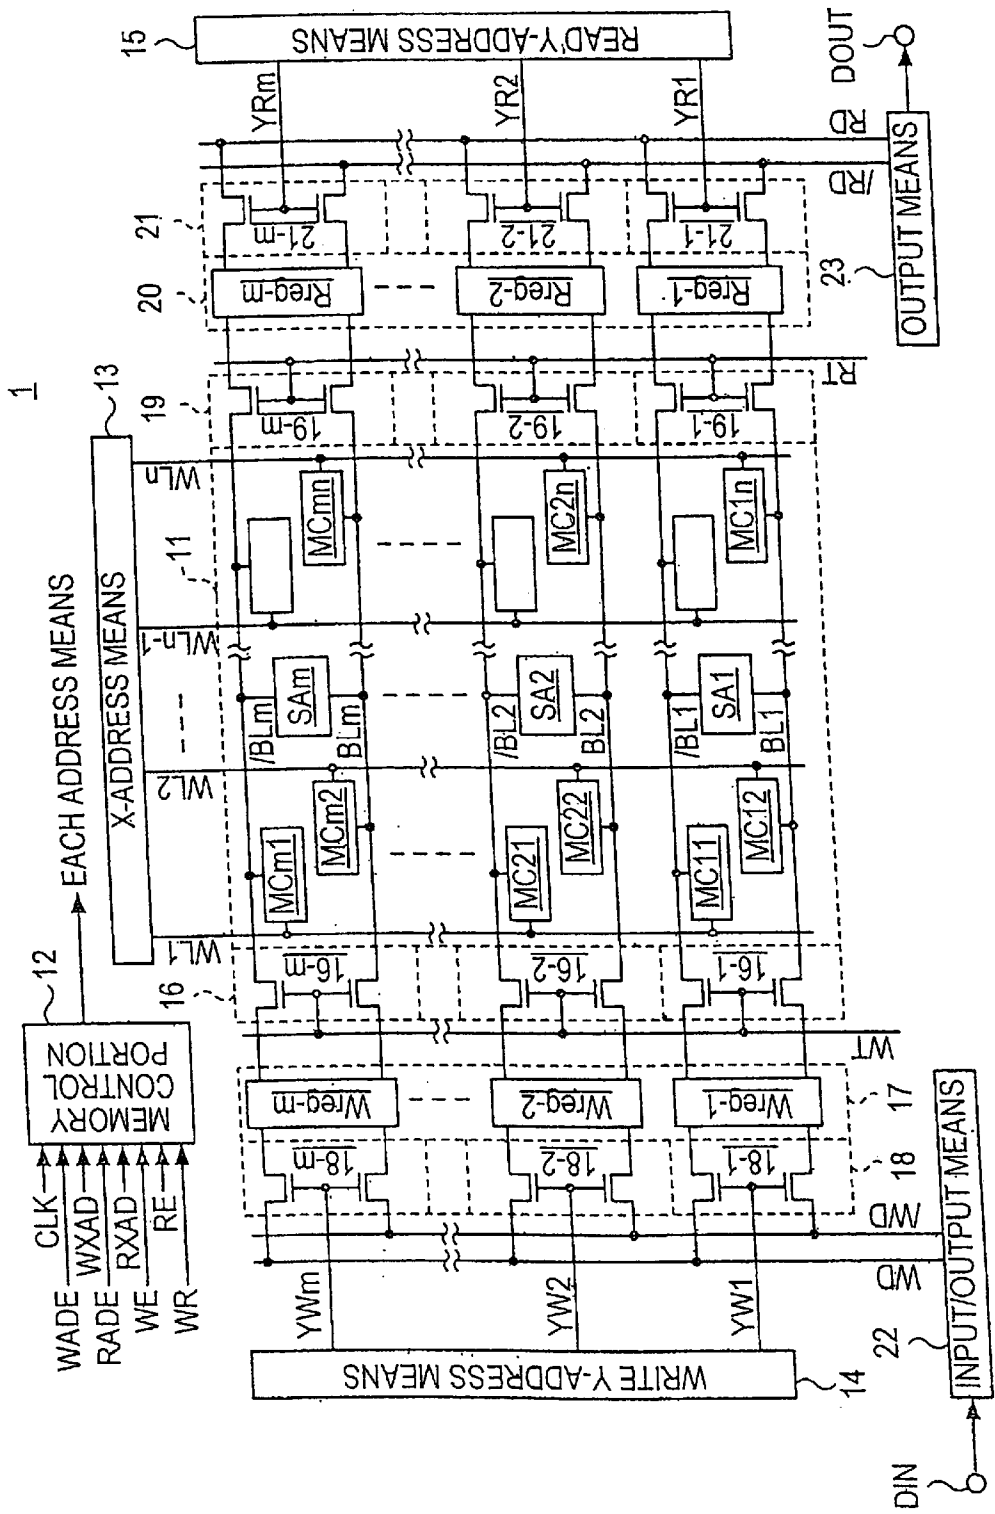 1
CLK
WADE
WXAD
RADE
RXAD
WE
RE
WR
MEMORY CONTROL PORTION
12
EACH ADDRESS MEANS
X-ADDRESS MEANS
13
WL1
WL2
WLn-1
WLn
11
16
19
20
21
15
READ Y-ADDRESS MEANS
YRm
YR2
YR1
WRITE Y-ADDRESS MEANS
14
YWm
YW2
YW1
18-m
Wreg-m
16-m
MCm1
MCm2
/BLm
SAm
BLm
MCmn
19-m
Rreg-m
21-m
18-2
Wreg-2
16-2
MC21
MC22
/BL2
SA2
BL2
MC2n
19-2
Rreg-2
21-2
18-1
Wreg-1
16-1
MC11
MC12
/BL1
SA1
BL1
MC1n
19-1
Rreg-1
21-1
WD
/WD
18
17
WT
RT
/RD
RD
DIN
22
INPUT/OUTPUT MEANS
23
OUTPUT MEANS
DOUT